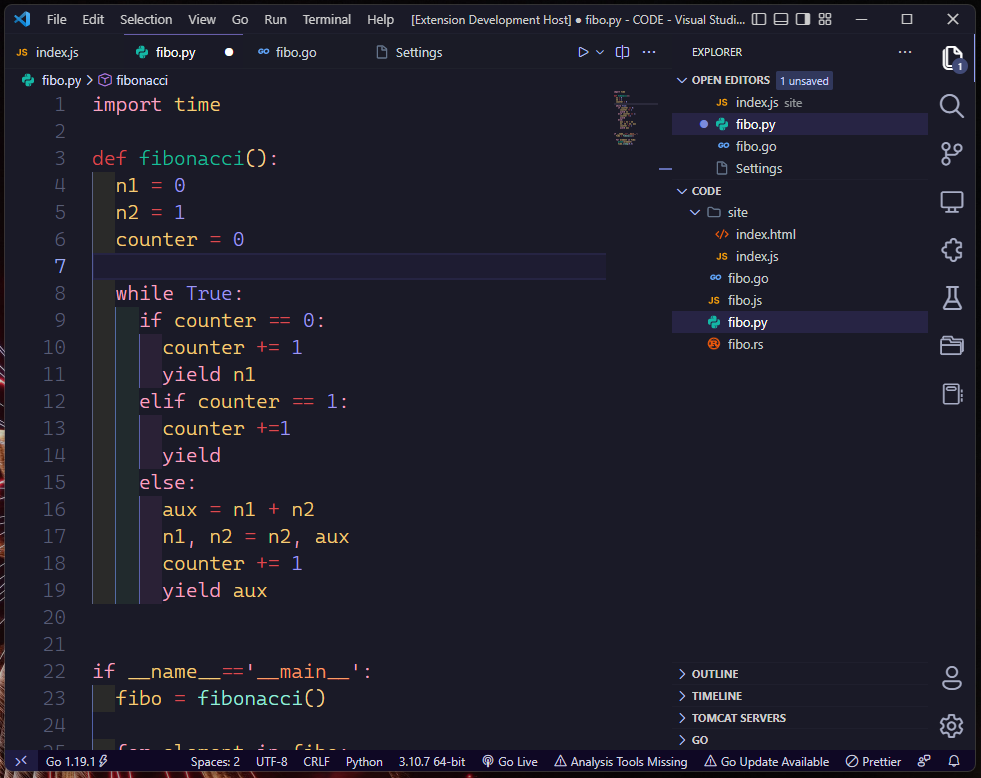 File Edit Selection View Go Run Terminal Help [Extension Development Host] ● fibo.py - CODE - Visual Studi...
JS index.js fibo.py fibo.go Settings
fibo.py > fibonacci
1 import time
2
3 def fibonacci():
4 n1 = 0
5 n2 = 1
6 counter = 0
7
8 while True:
9 if counter == 0:
10 counter += 1
11 yield n1
12 elif counter == 1:
13 counter +=1
14 yield
15 else:
16 aux = n1 + n2
17 n1, n2 = n2, aux
18 counter += 1
19 yield aux
20
21
22 if __name__=='__main__':
23 fibo = fibonacci()
24
25 for element in fibo:
EXPLORER
OPEN EDITORS 1 unsaved
JS index.js site
fibo.py
GO fibo.go
Settings
CODE
site
index.html
JS index.js
GO fibo.go
JS fibo.js
fibo.py
fibo.rs
OUTLINE
TIMELINE
TOMCAT SERVERS
GO
1
Go 1.19.1 Spaces: 2 UTF-8 CRLF Python 3.10.7 64-bit Go Live Analysis Tools Missing Go Update Available Prettier